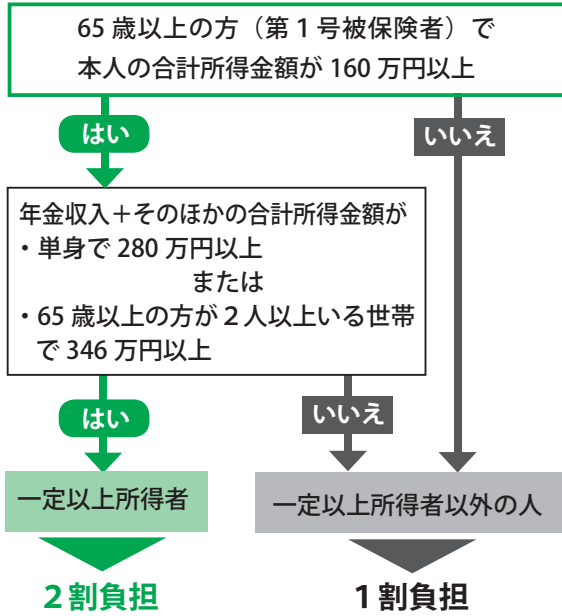 65 歳以上の方（第１号被保険者）で
本人の合計所得金額が 160 万円以上
はい
いいえ
年金収入＋そのほかの合計所得金額が
・単身で 280 万円以上
または
・65 歳以上の方が２人以上いる世帯
で 346 万円以上
はい
いいえ
一定以上所得者
一定以上所得者以外の人
２割負担
１割負担